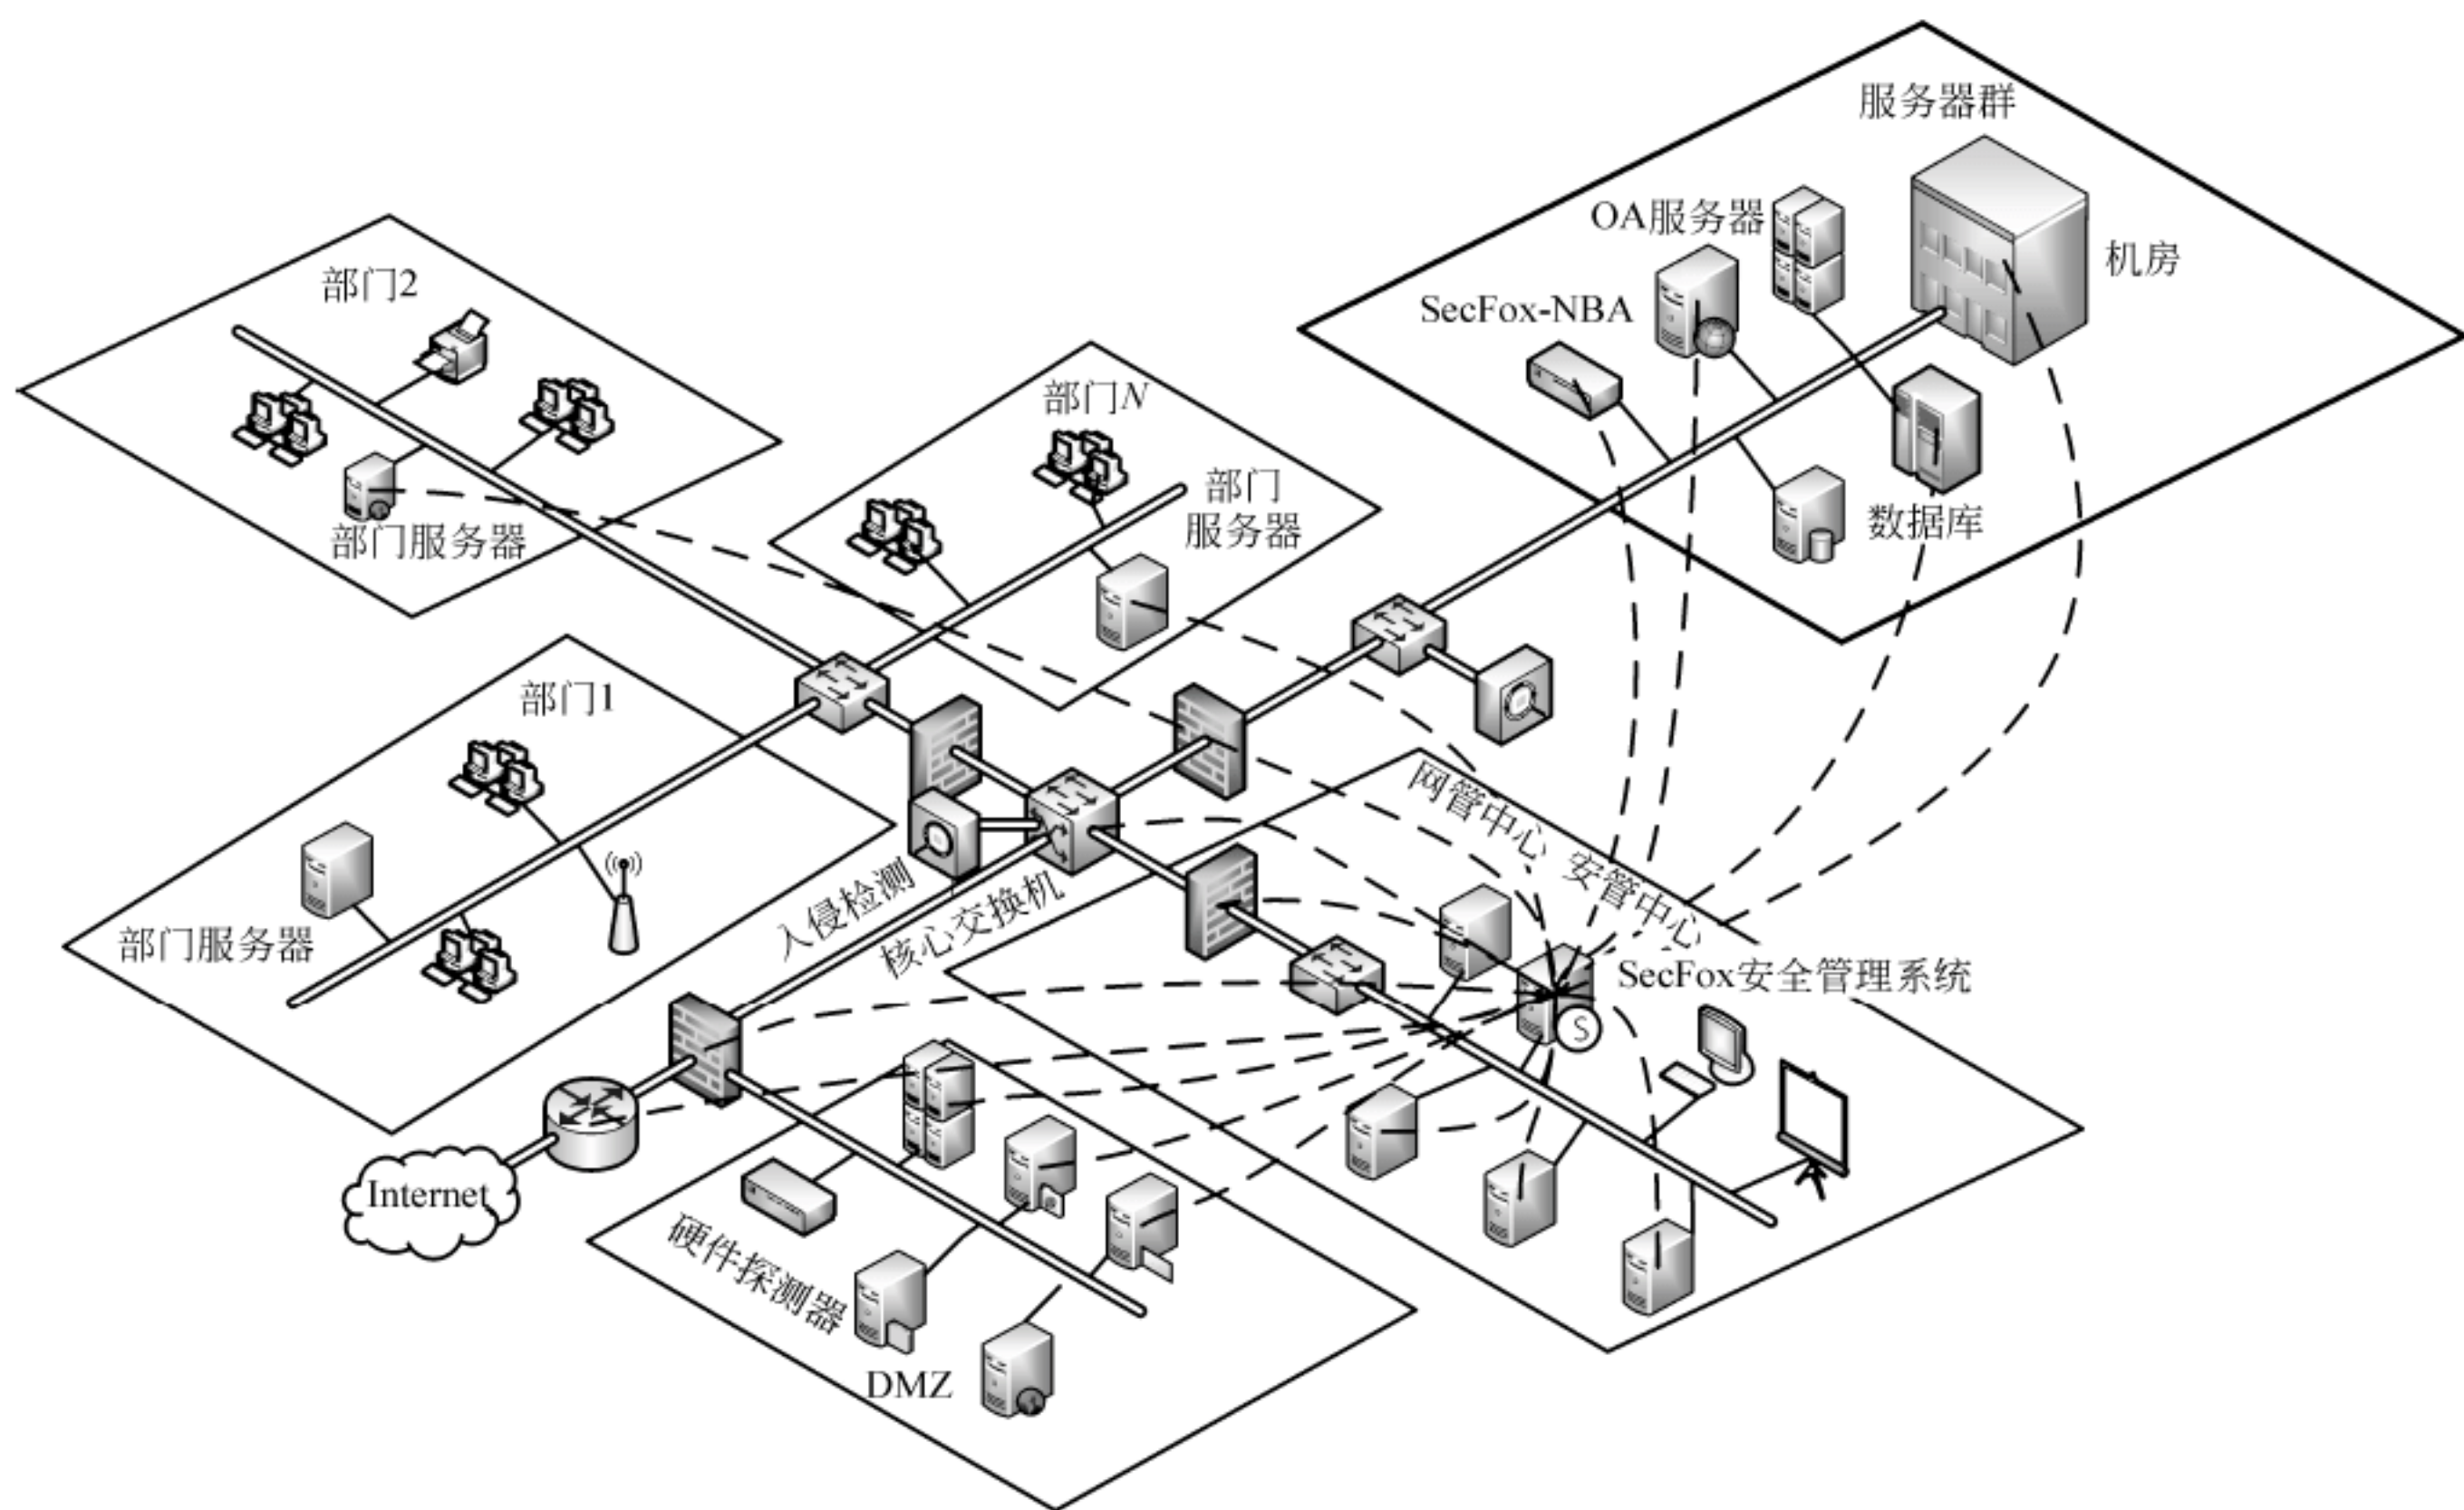 服务器群
OA服务器
机房
SecFox-NBA
数据库
部门2
部门服务器
部门N
部门
服务器
部门1
部门服务器
网管中心 安管中心
入侵检测
核心交换机
SecFox安全管理系统
S
Internet
硬件探测器
DMZ